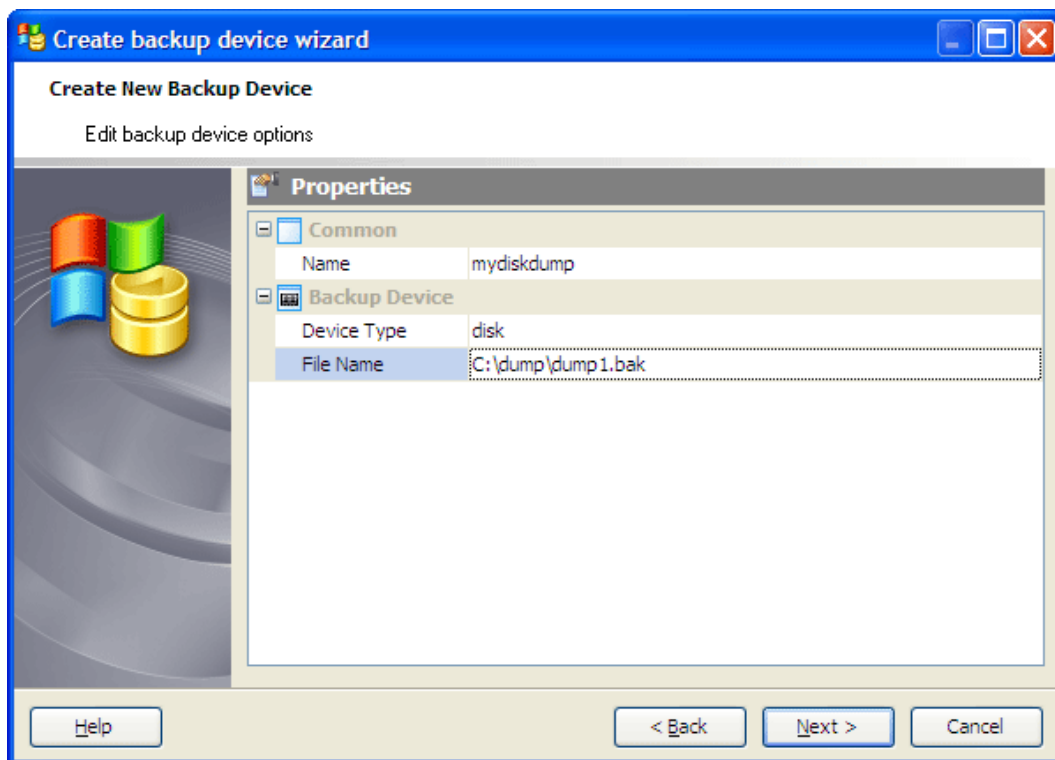 Create backup device wizard
Create New Backup Device
Edit backup device options
Properties
Common
Name mydiskdump
Backup Device
Device Type disk
File Name C:\dump\dump1.bak
Help < Back Next > Cancel